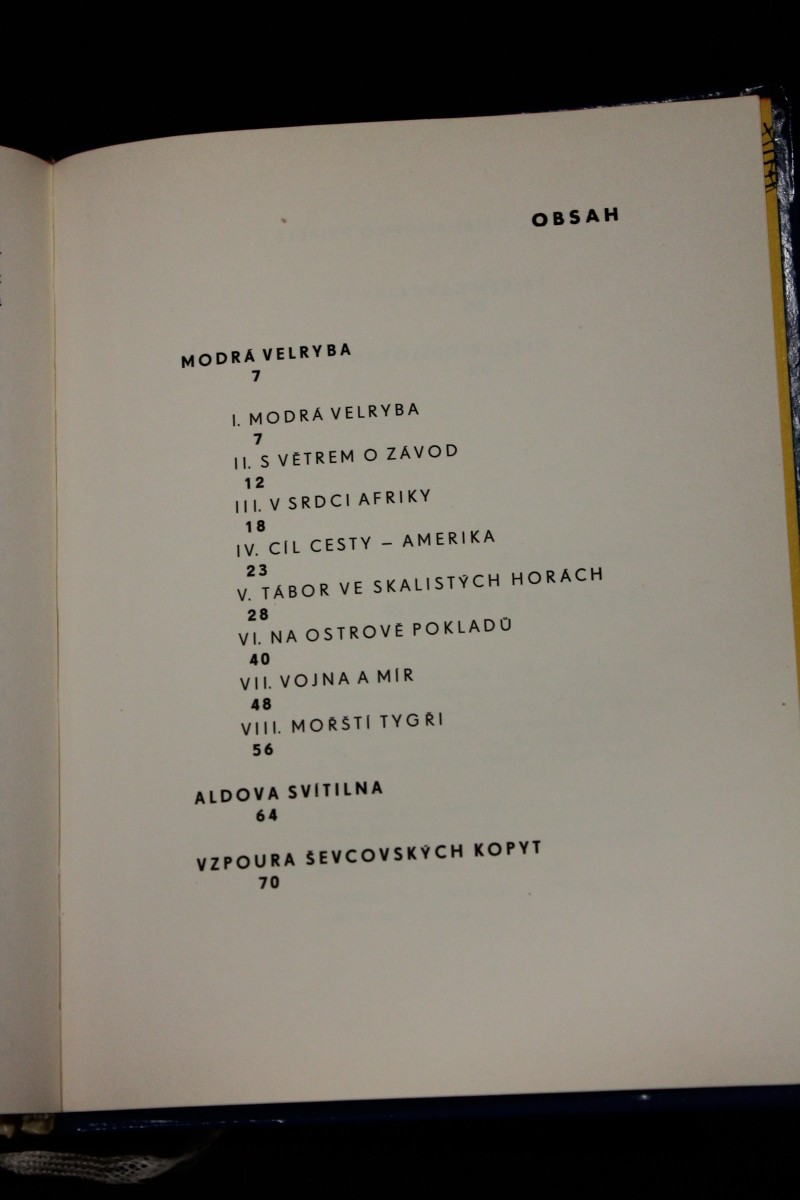 OBSAH
MODRÁ VELRYBA
7
I. MODRÁ VELRYBA
7
II. S VĚTREM O ZÁVOD
12
III. V SRDCI AFRIKY
18
IV. CÍL CESTY – AMERIKA
23
V. TÁBOR VE SKALISTÝCH HORÁCH
28
VI. NA OSTROVĚ POKLADŮ
40
VII. VOJNA A MÍR
48
VIII. MOŘŠTÍ TYGŘI
56
ALDOVA SVÍTILNA
64
VZPOURA ŠEVCOVSKÝCH KOPYT
70